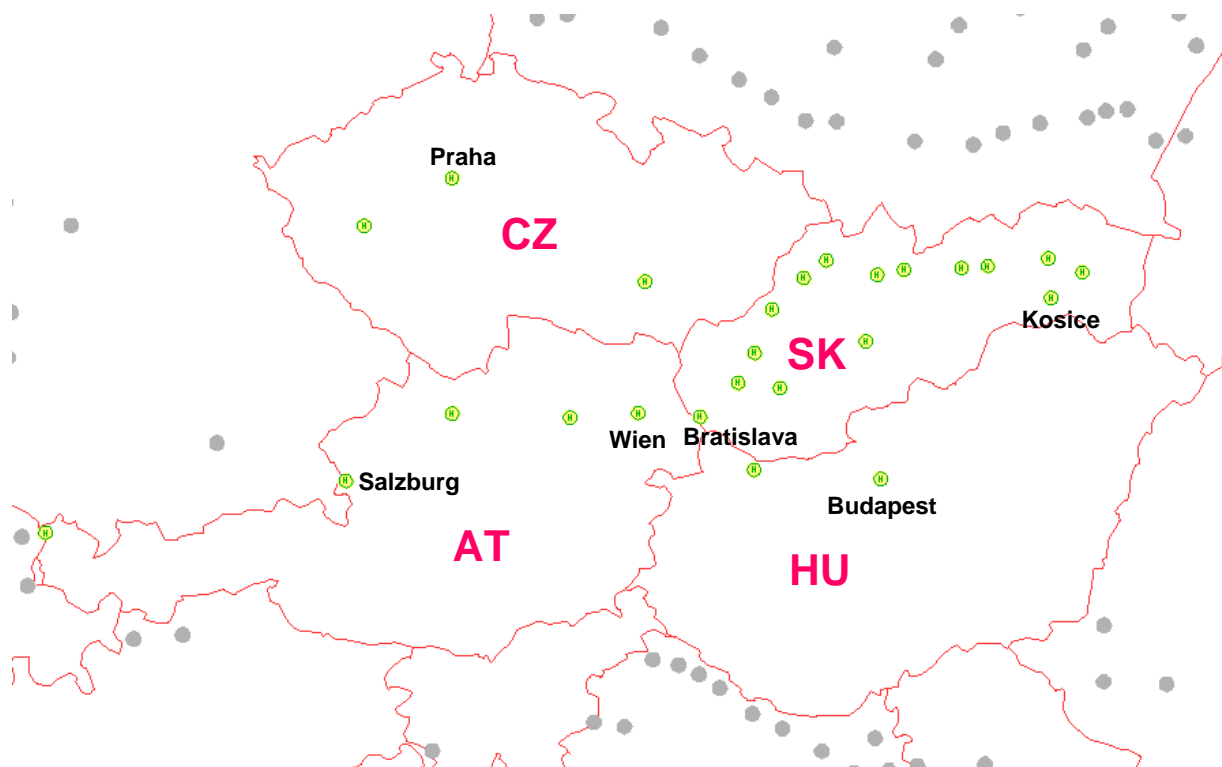 Praha
CZ
Kosice
SK
Wien
Bratislava
Salzburg
Budapest
AT
HU